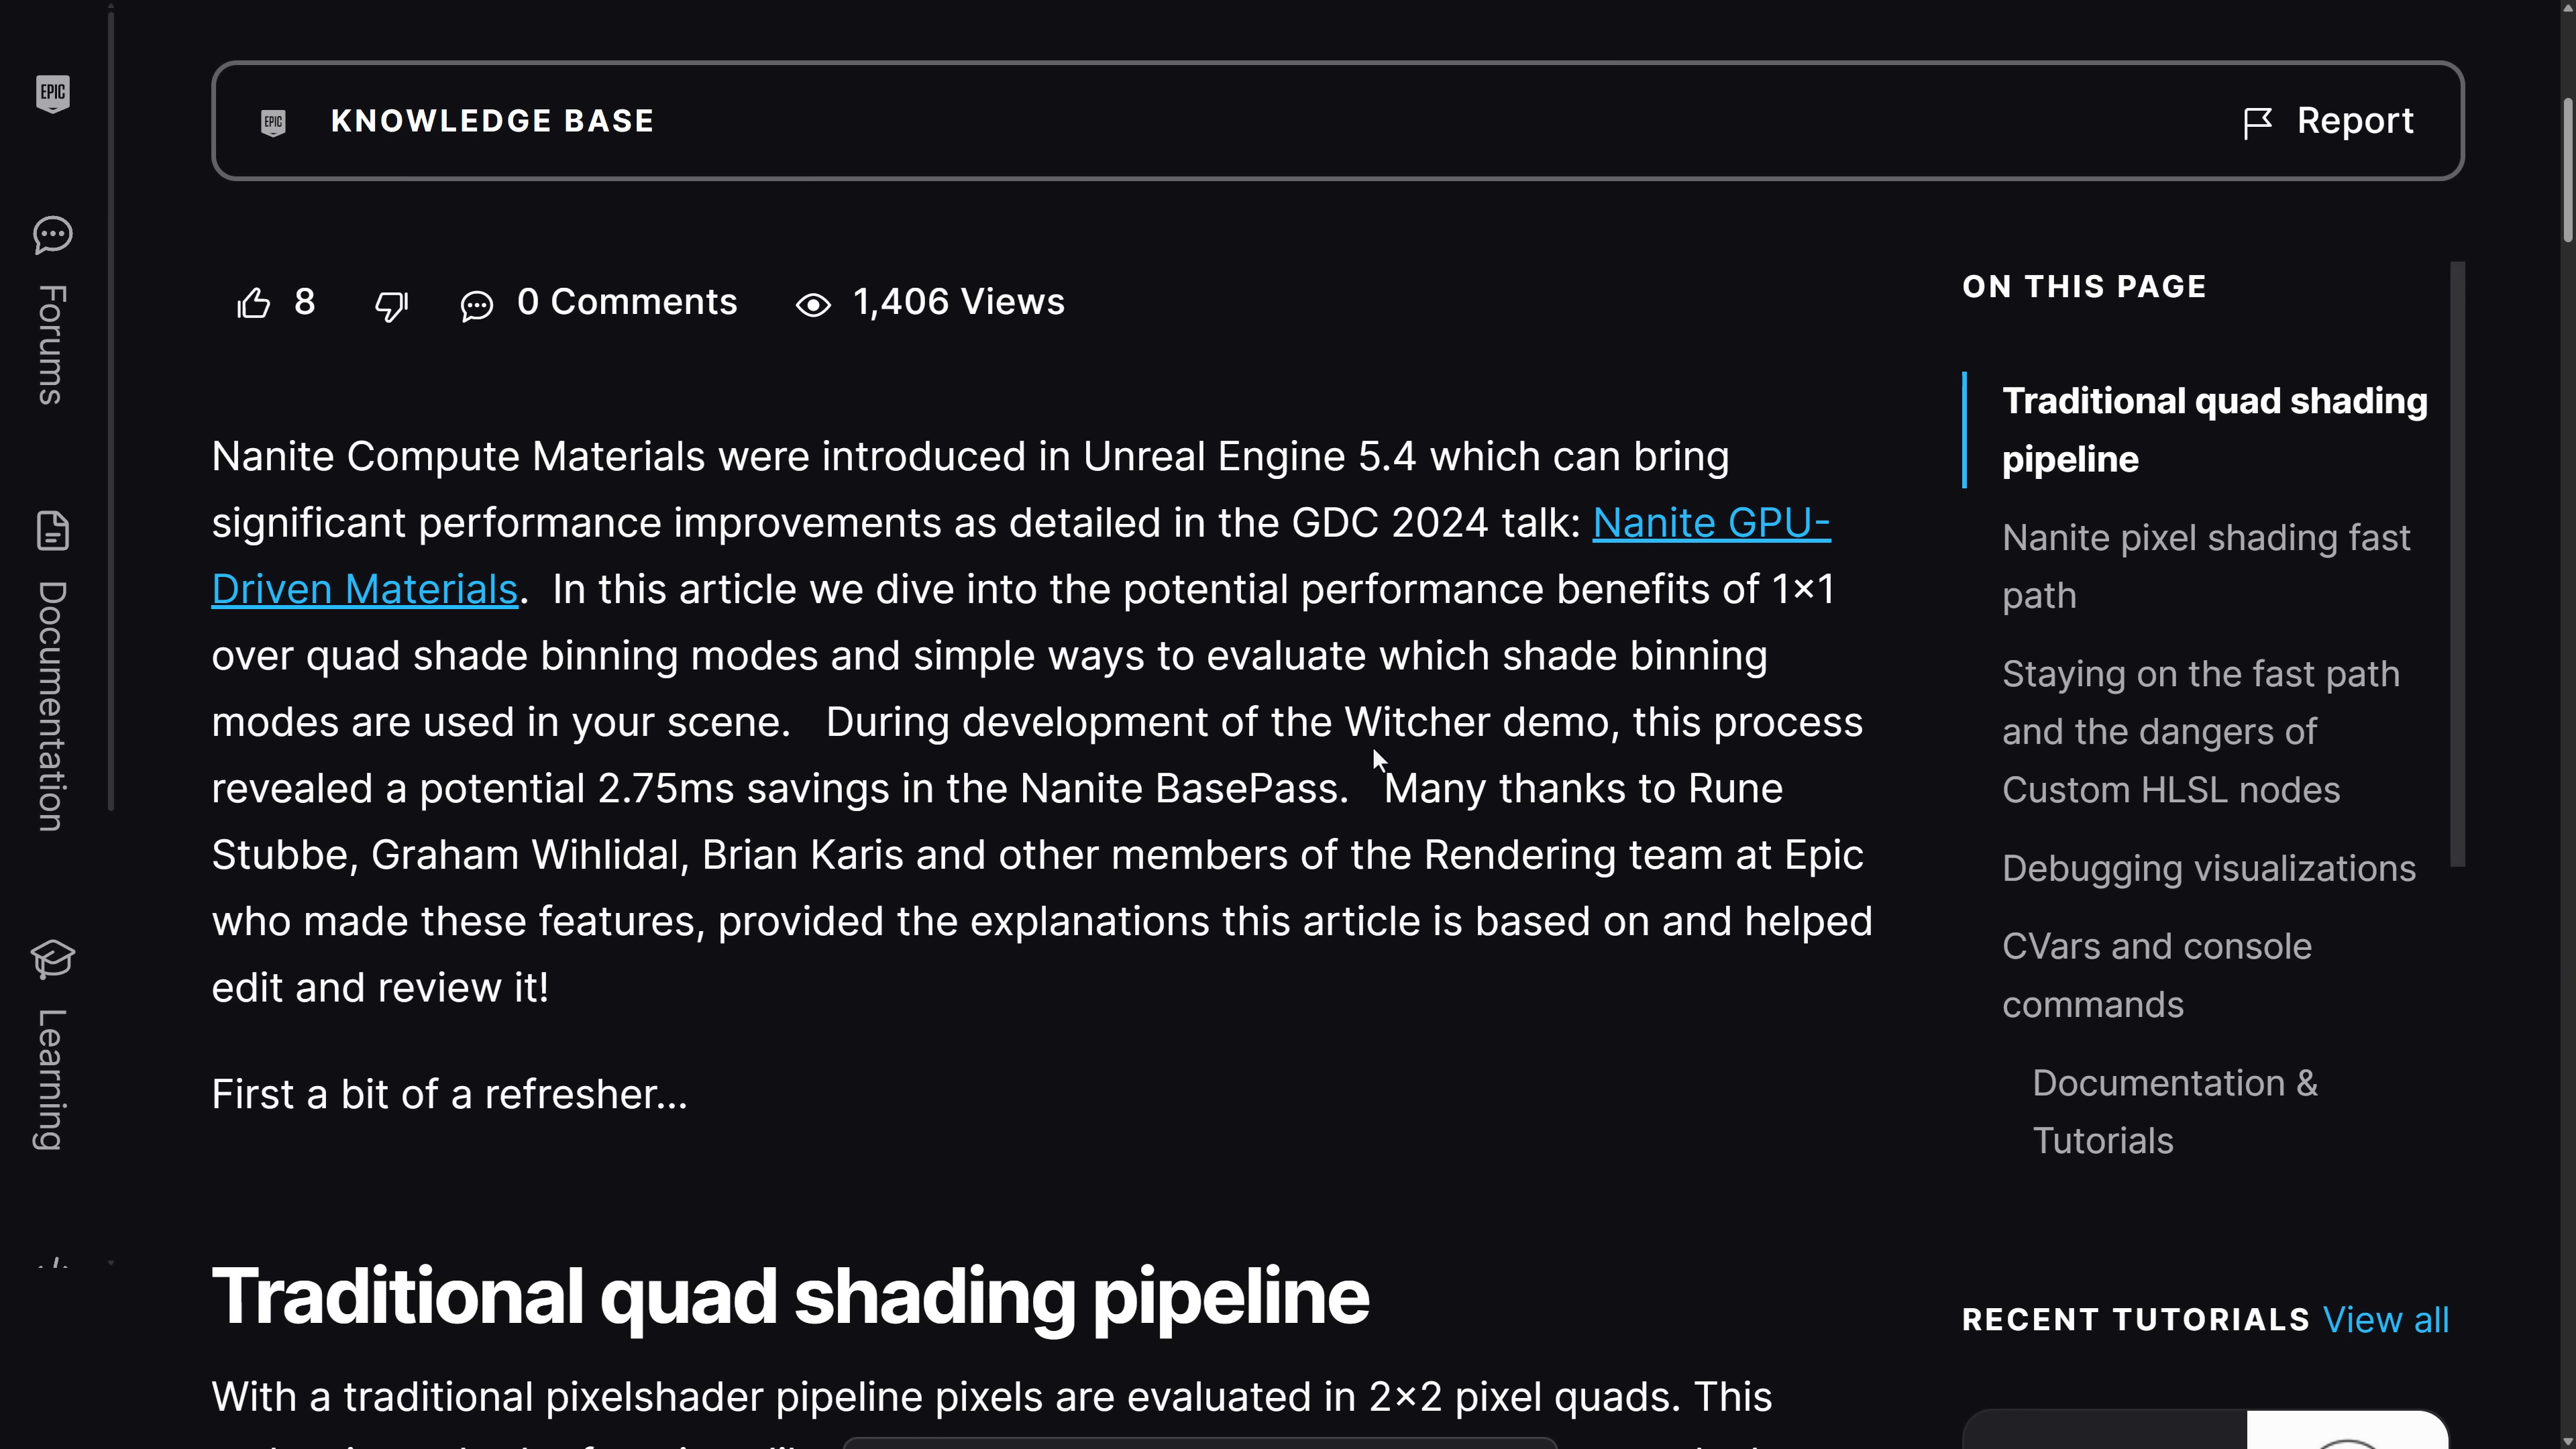 EPIC
Forums
Documentation
Learning
EPIC KNOWLEDGE BASE
Report
8
0 Comments
1,406 Views
Nanite Compute Materials were introduced in Unreal Engine 5.4 which can bring
significant performance improvements as detailed in the GDC 2024 talk: Nanite GPU-
Driven Materials.  In this article we dive into the potential performance benefits of 1×1
over quad shade binning modes and simple ways to evaluate which shade binning
modes are used in your scene.   During development of the Witcher demo, this process
revealed a potential 2.75ms savings in the Nanite BasePass.   Many thanks to Rune
Stubbe, Graham Wihlidal, Brian Karis and other members of the Rendering team at Epic
who made these features, provided the explanations this article is based on and helped
edit and review it!
First a bit of a refresher...
Traditional quad shading pipeline
With a traditional pixelshader pipeline pixels are evaluated in 2×2 pixel quads. This
ON THIS PAGE
Traditional quad shading
pipeline
Nanite pixel shading fast
path
Staying on the fast path
and the dangers of
Custom HLSL nodes
Debugging visualizations
CVars and console
commands
Documentation &
Tutorials
RECENT TUTORIALS View all